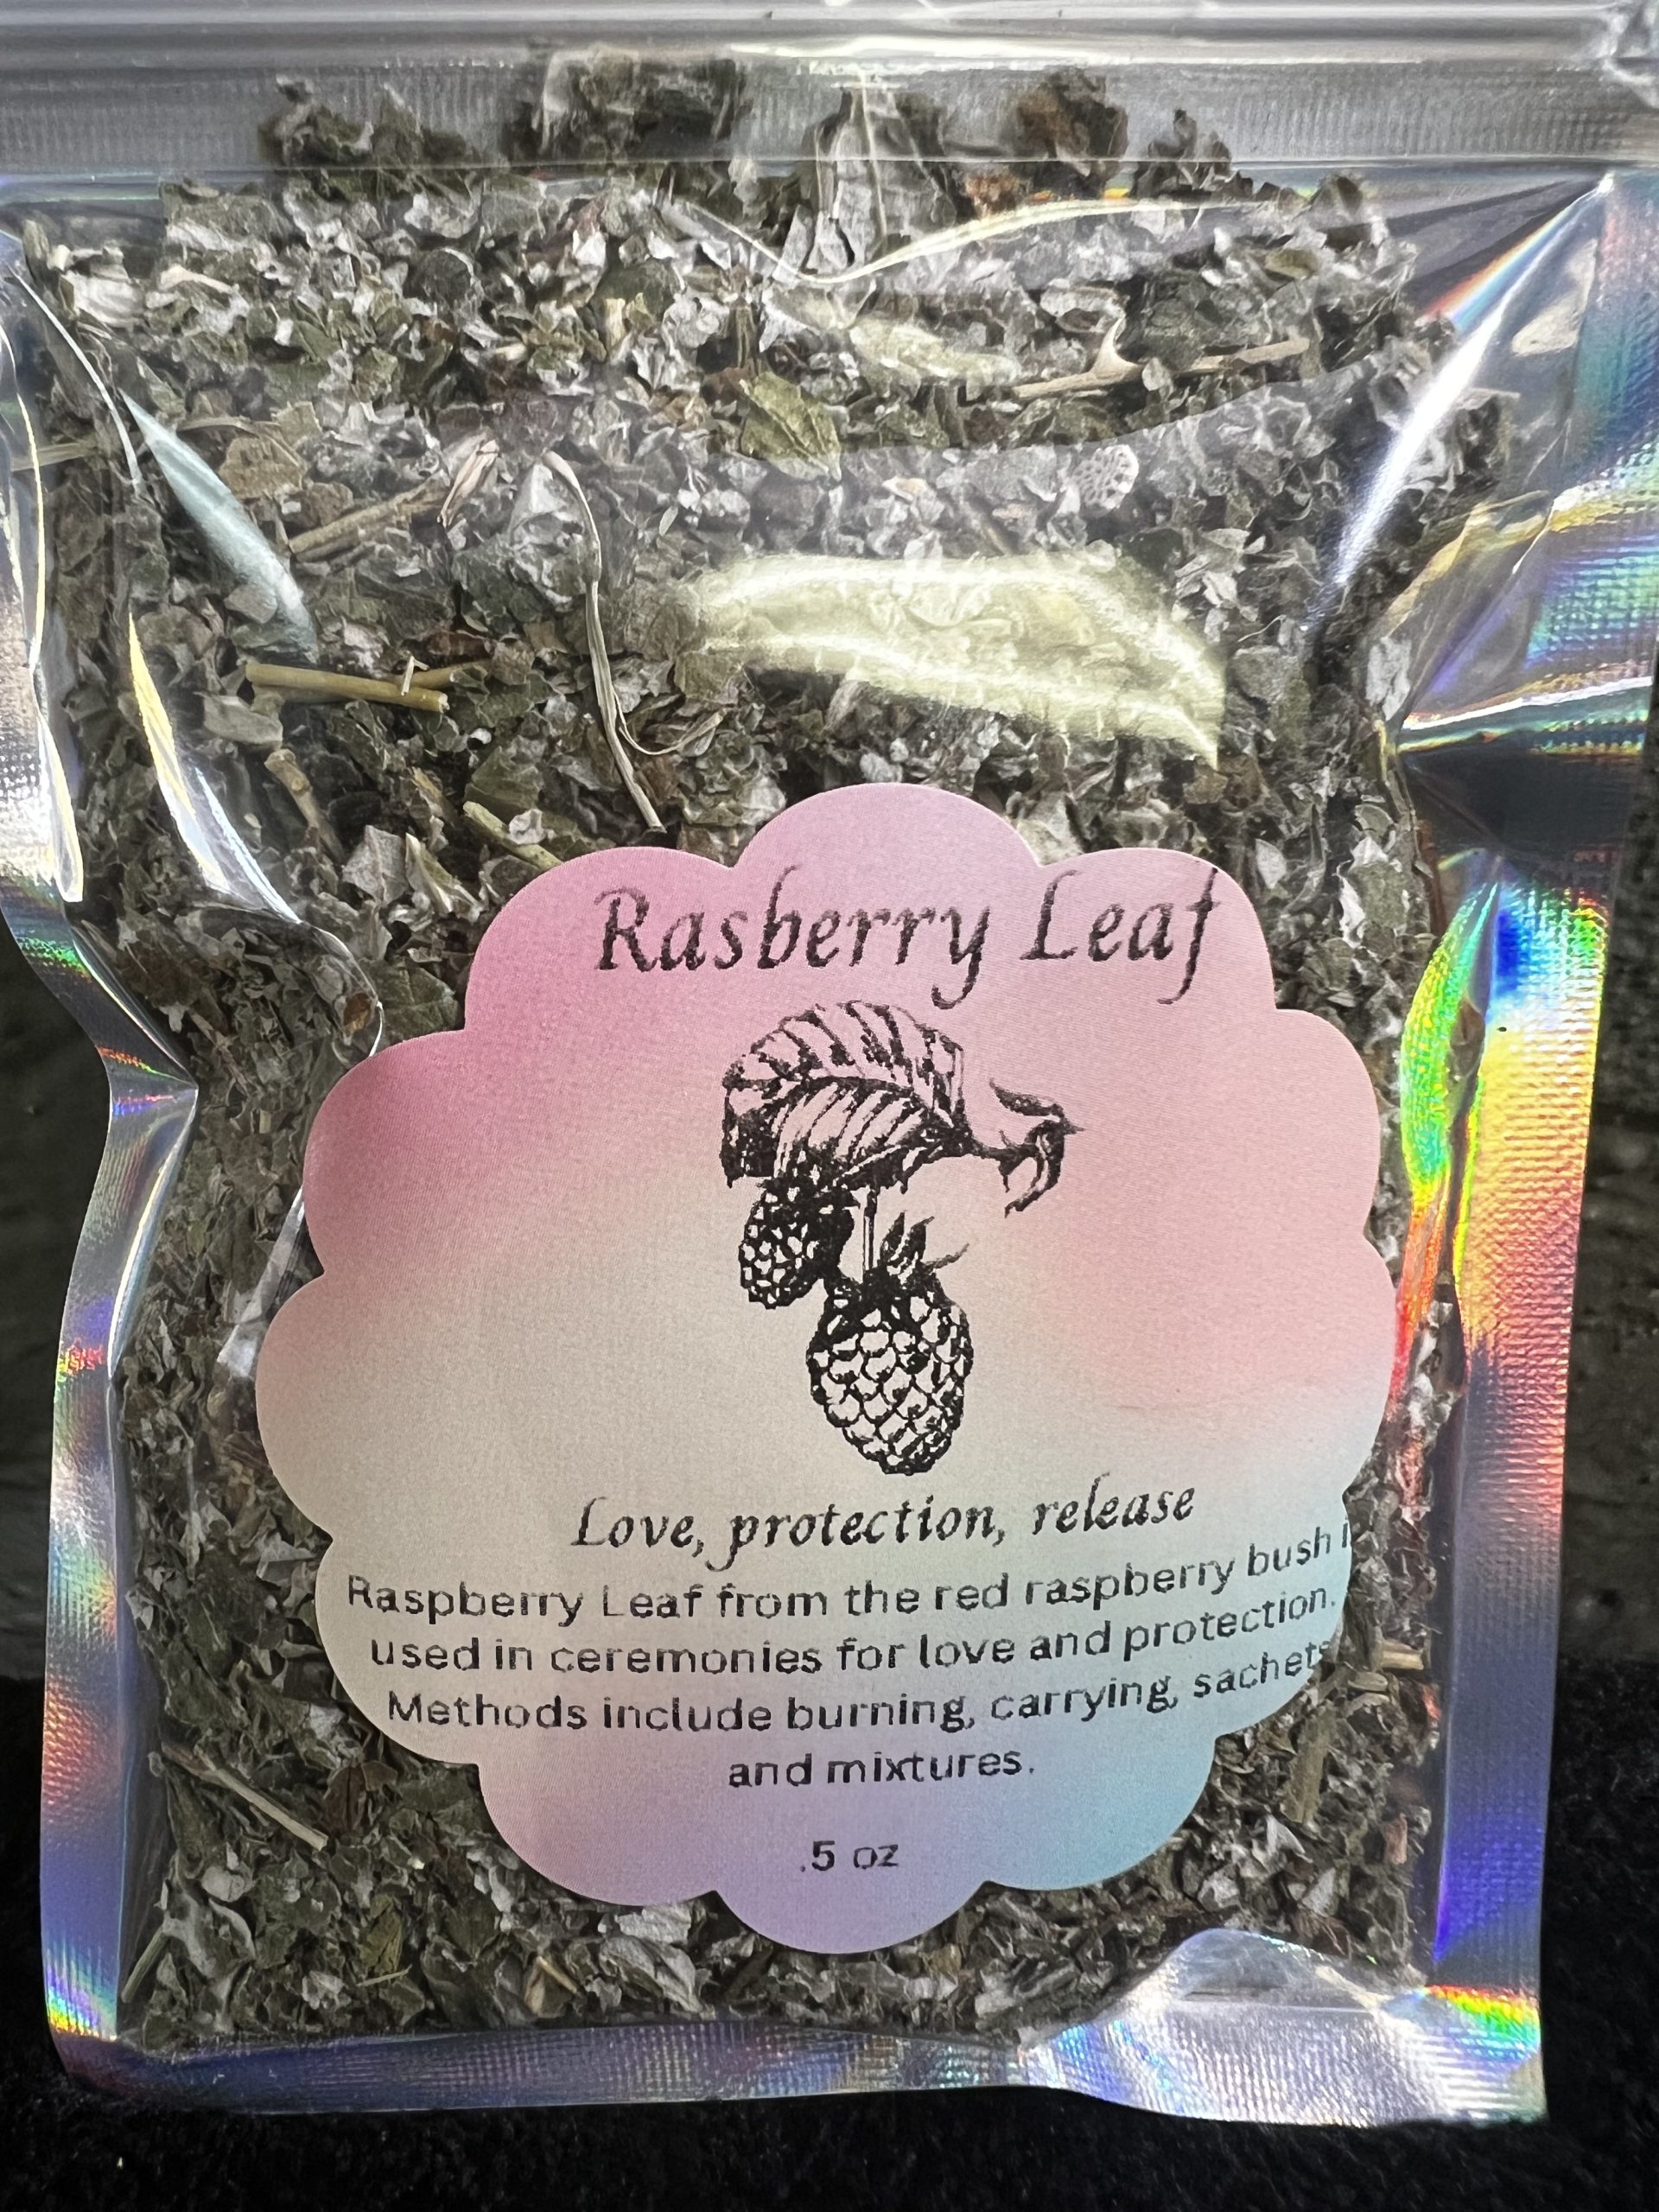 Rasberry Leaf
Love, protection, release
Raspberry Leaf from the red raspberry bush
used in ceremonies for love and protection.
Methods include burning, carrying, sachets
and mixtures.
.5 oz